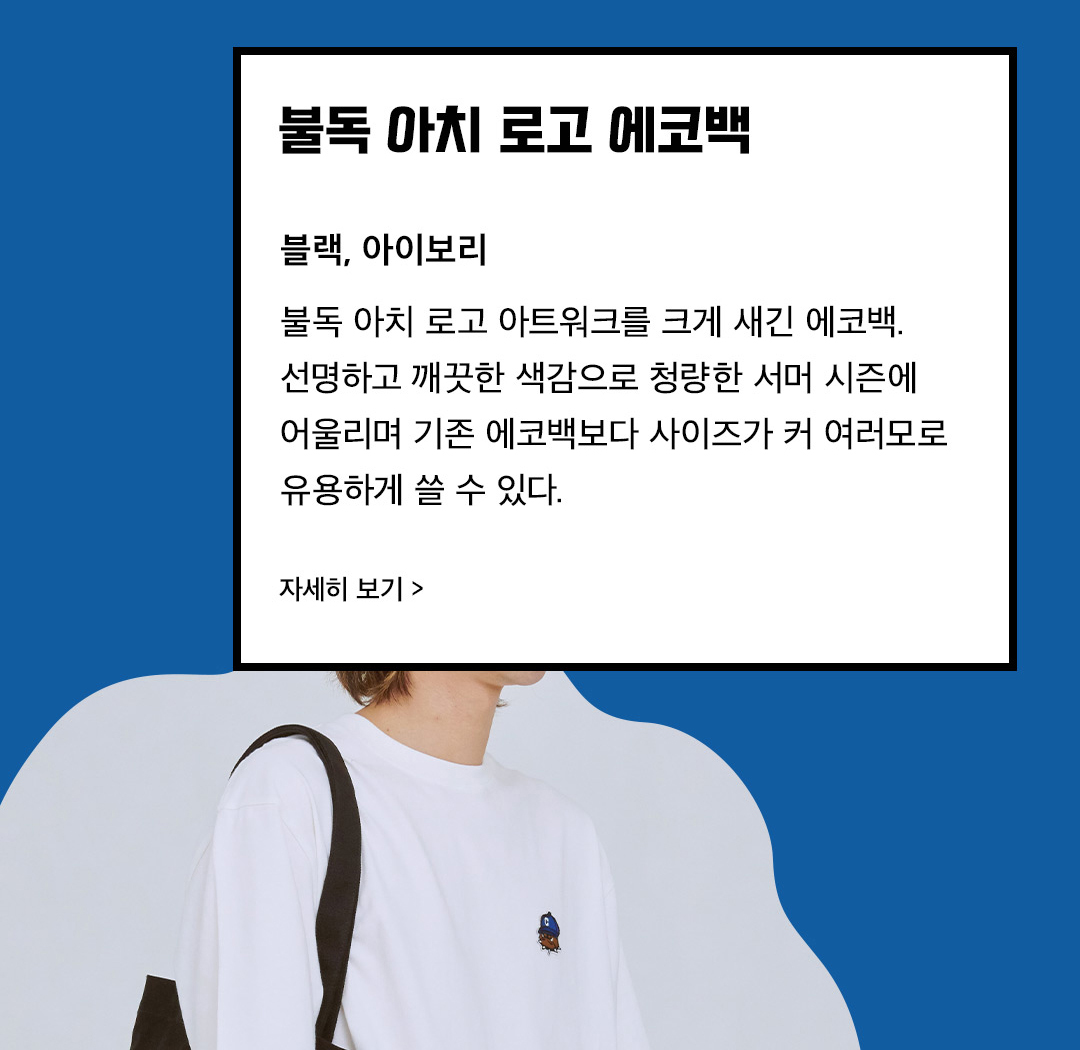 불독 아치 로고 에코백
블랙, 아이보리
불독 아치 로고 아트워크를 크게 새긴 에코백.
선명하고 깨끗한 색감으로 청량한 서머 시즌에
어울리며 기존 에코백보다 사이즈가 커 여러모로
유용하게 쓸 수 있다.
자세히 보기 >
C